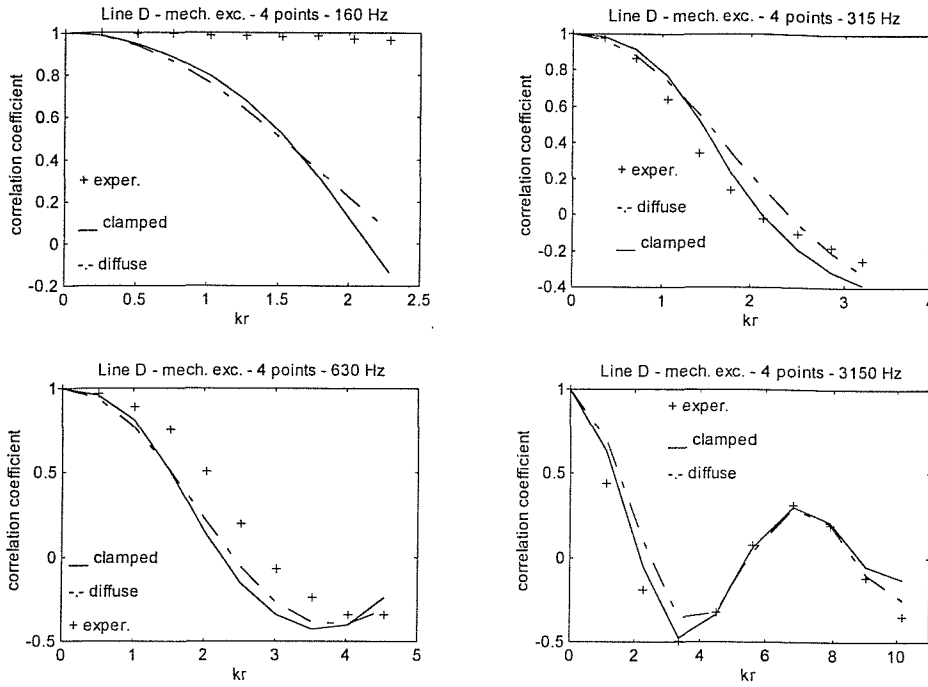 Line D - mech. exc. - 4 points - 160 Hz
1
0.8
0.6
0.4
0.2
0
-0.2
correlation coefficient
+ exper.
clamped
-·- diffuse
0 0.5 1 1.5 2 2.5
kr
Line D - mech. exc. - 4 points - 315 Hz
1
0.8
0.6
0.4
0.2
0
-0.2
-0.4
correlation coefficient
+ exper.
-·- diffuse
clamped
0 1 2 3 4
kr
Line D - mech. exc. - 4 points - 630 Hz
1
0.5
0
-0.5
correlation coefficient
clamped
-·- diffuse
+ exper.
0 1 2 3 4 5
kr
Line D - mech. exc. - 4 points - 3150 Hz
1
0.5
0
-0.5
correlation coefficient
+ exper.
clamped
-·- diffuse
0 2 4 6 8 10
kr